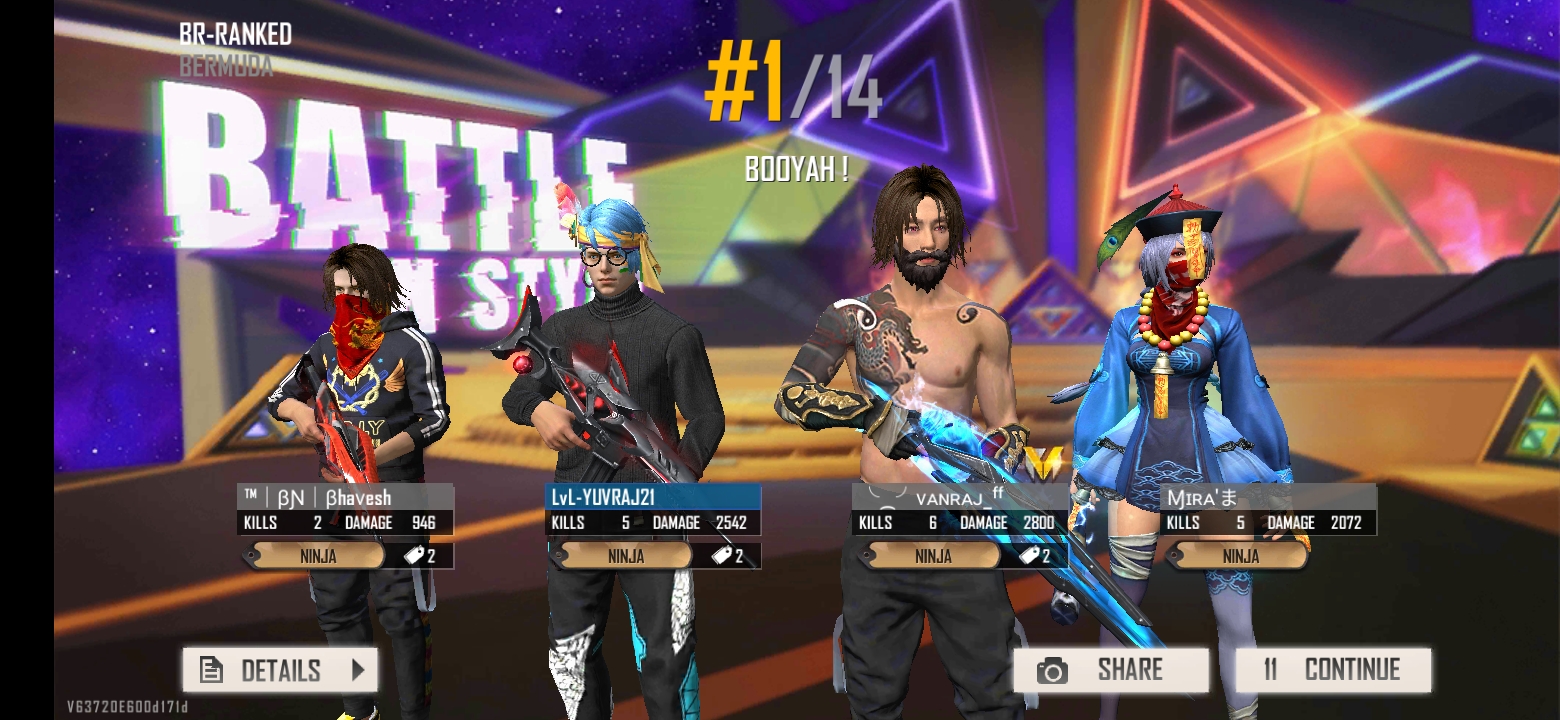 BR-RANKED
BERMUDA
#1/14
BOOYAH !
BATTLE
IN STY
™ | βN | βhavesh
KILLS 2 DAMAGE 946
NINJA 2
LvL-YUVRAJ21
KILLS 5 DAMAGE 2542
NINJA 2
VANRAJ_ff
KILLS 6 DAMAGE 2800
NINJA 2
MIRA'ま
KILLS 5 DAMAGE 2072
NINJA
DETAILS
SHARE
11 CONTINUE
V63720E600d171d